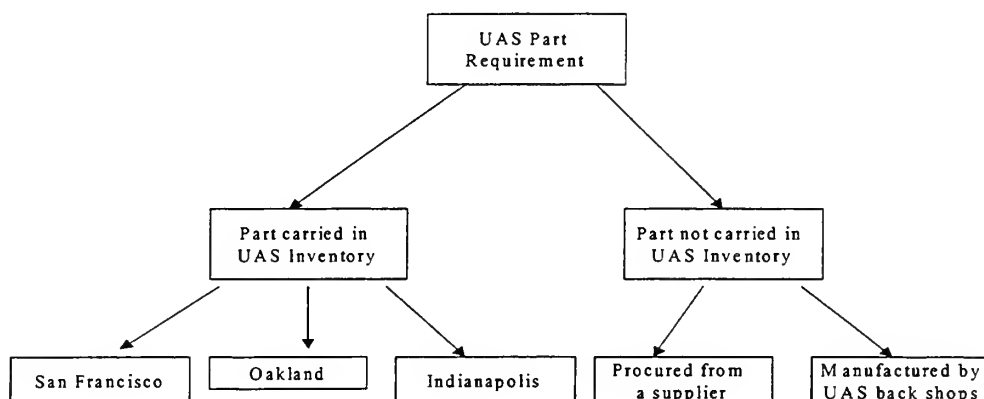 UAS Part
Requirement
Part carried in
UAS Inventory
Part not carried in
UAS Inventory
San Francisco
Oakland
Indianapolis
Procured from
a supplier
Manufactured by
UAS back shops